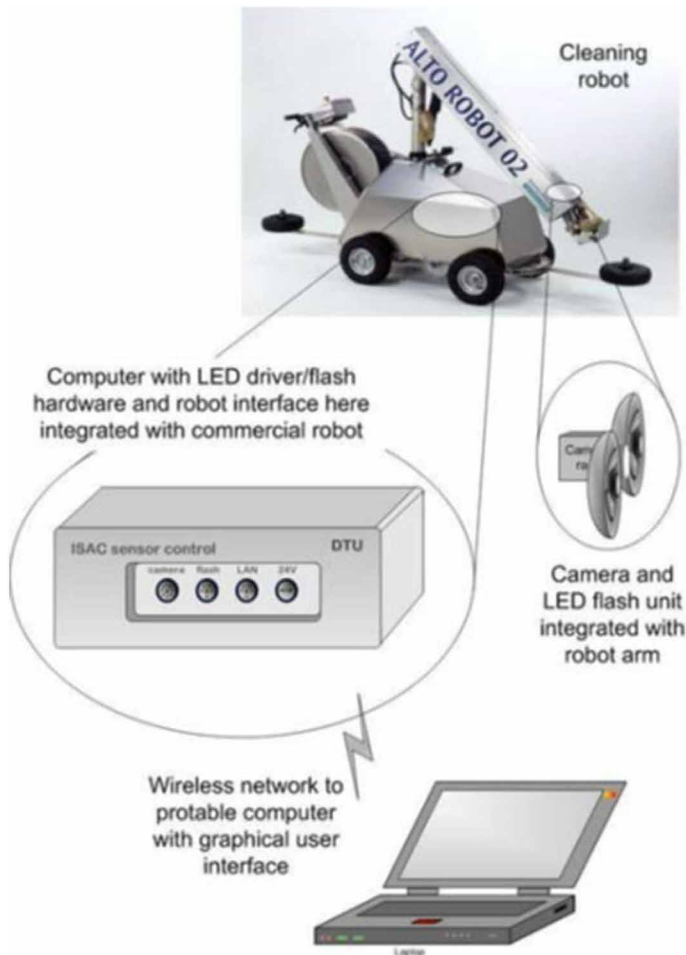 Cleaning
robot
ALTO ROBOT 02
Computer with LED driver/flash
hardware and robot interface here
integrated with commercial robot
ISAC sensor control
DTU
camera flash LAN 24V
Camera and
LED flash unit
integrated with
robot arm
Wireless network to
protable computer
with graphical user
interface
Laptop